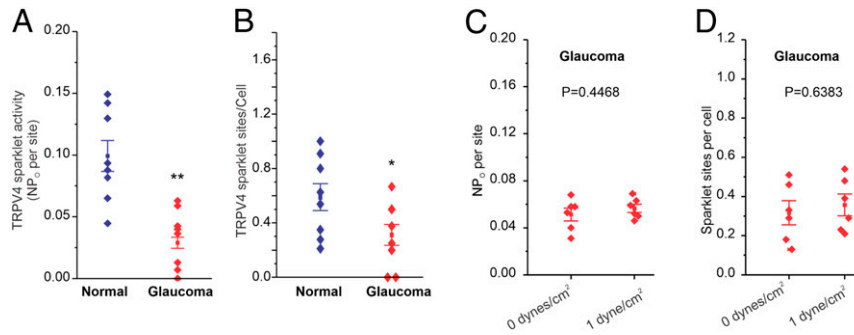 A
TRPV4 sparklet activity
(NPO per site)
0.20
0.15
0.10
0.05
0.00
**
Normal
Glaucoma
B
TRPV4 sparklet sites/Cell
1.8
1.2
0.6
0.0
*
Normal
Glaucoma
C
Glaucoma
P=0.4468
NPO per site
0.20
0.16
0.12
0.08
0.04
0.00
0 dynes/cm2
1 dyne/cm2
D
Glaucoma
P=0.6383
Sparklet sites per cell
1.2
1.0
0.8
0.6
0.4
0.2
0.0
0 dynes/cm2
1 dyne/cm2